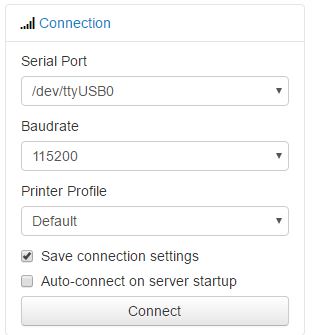 Connection
Serial Port
/dev/ttyUSB0
Baudrate
115200
Printer Profile
Default
Save connection settings
Auto-connect on server startup
Connect